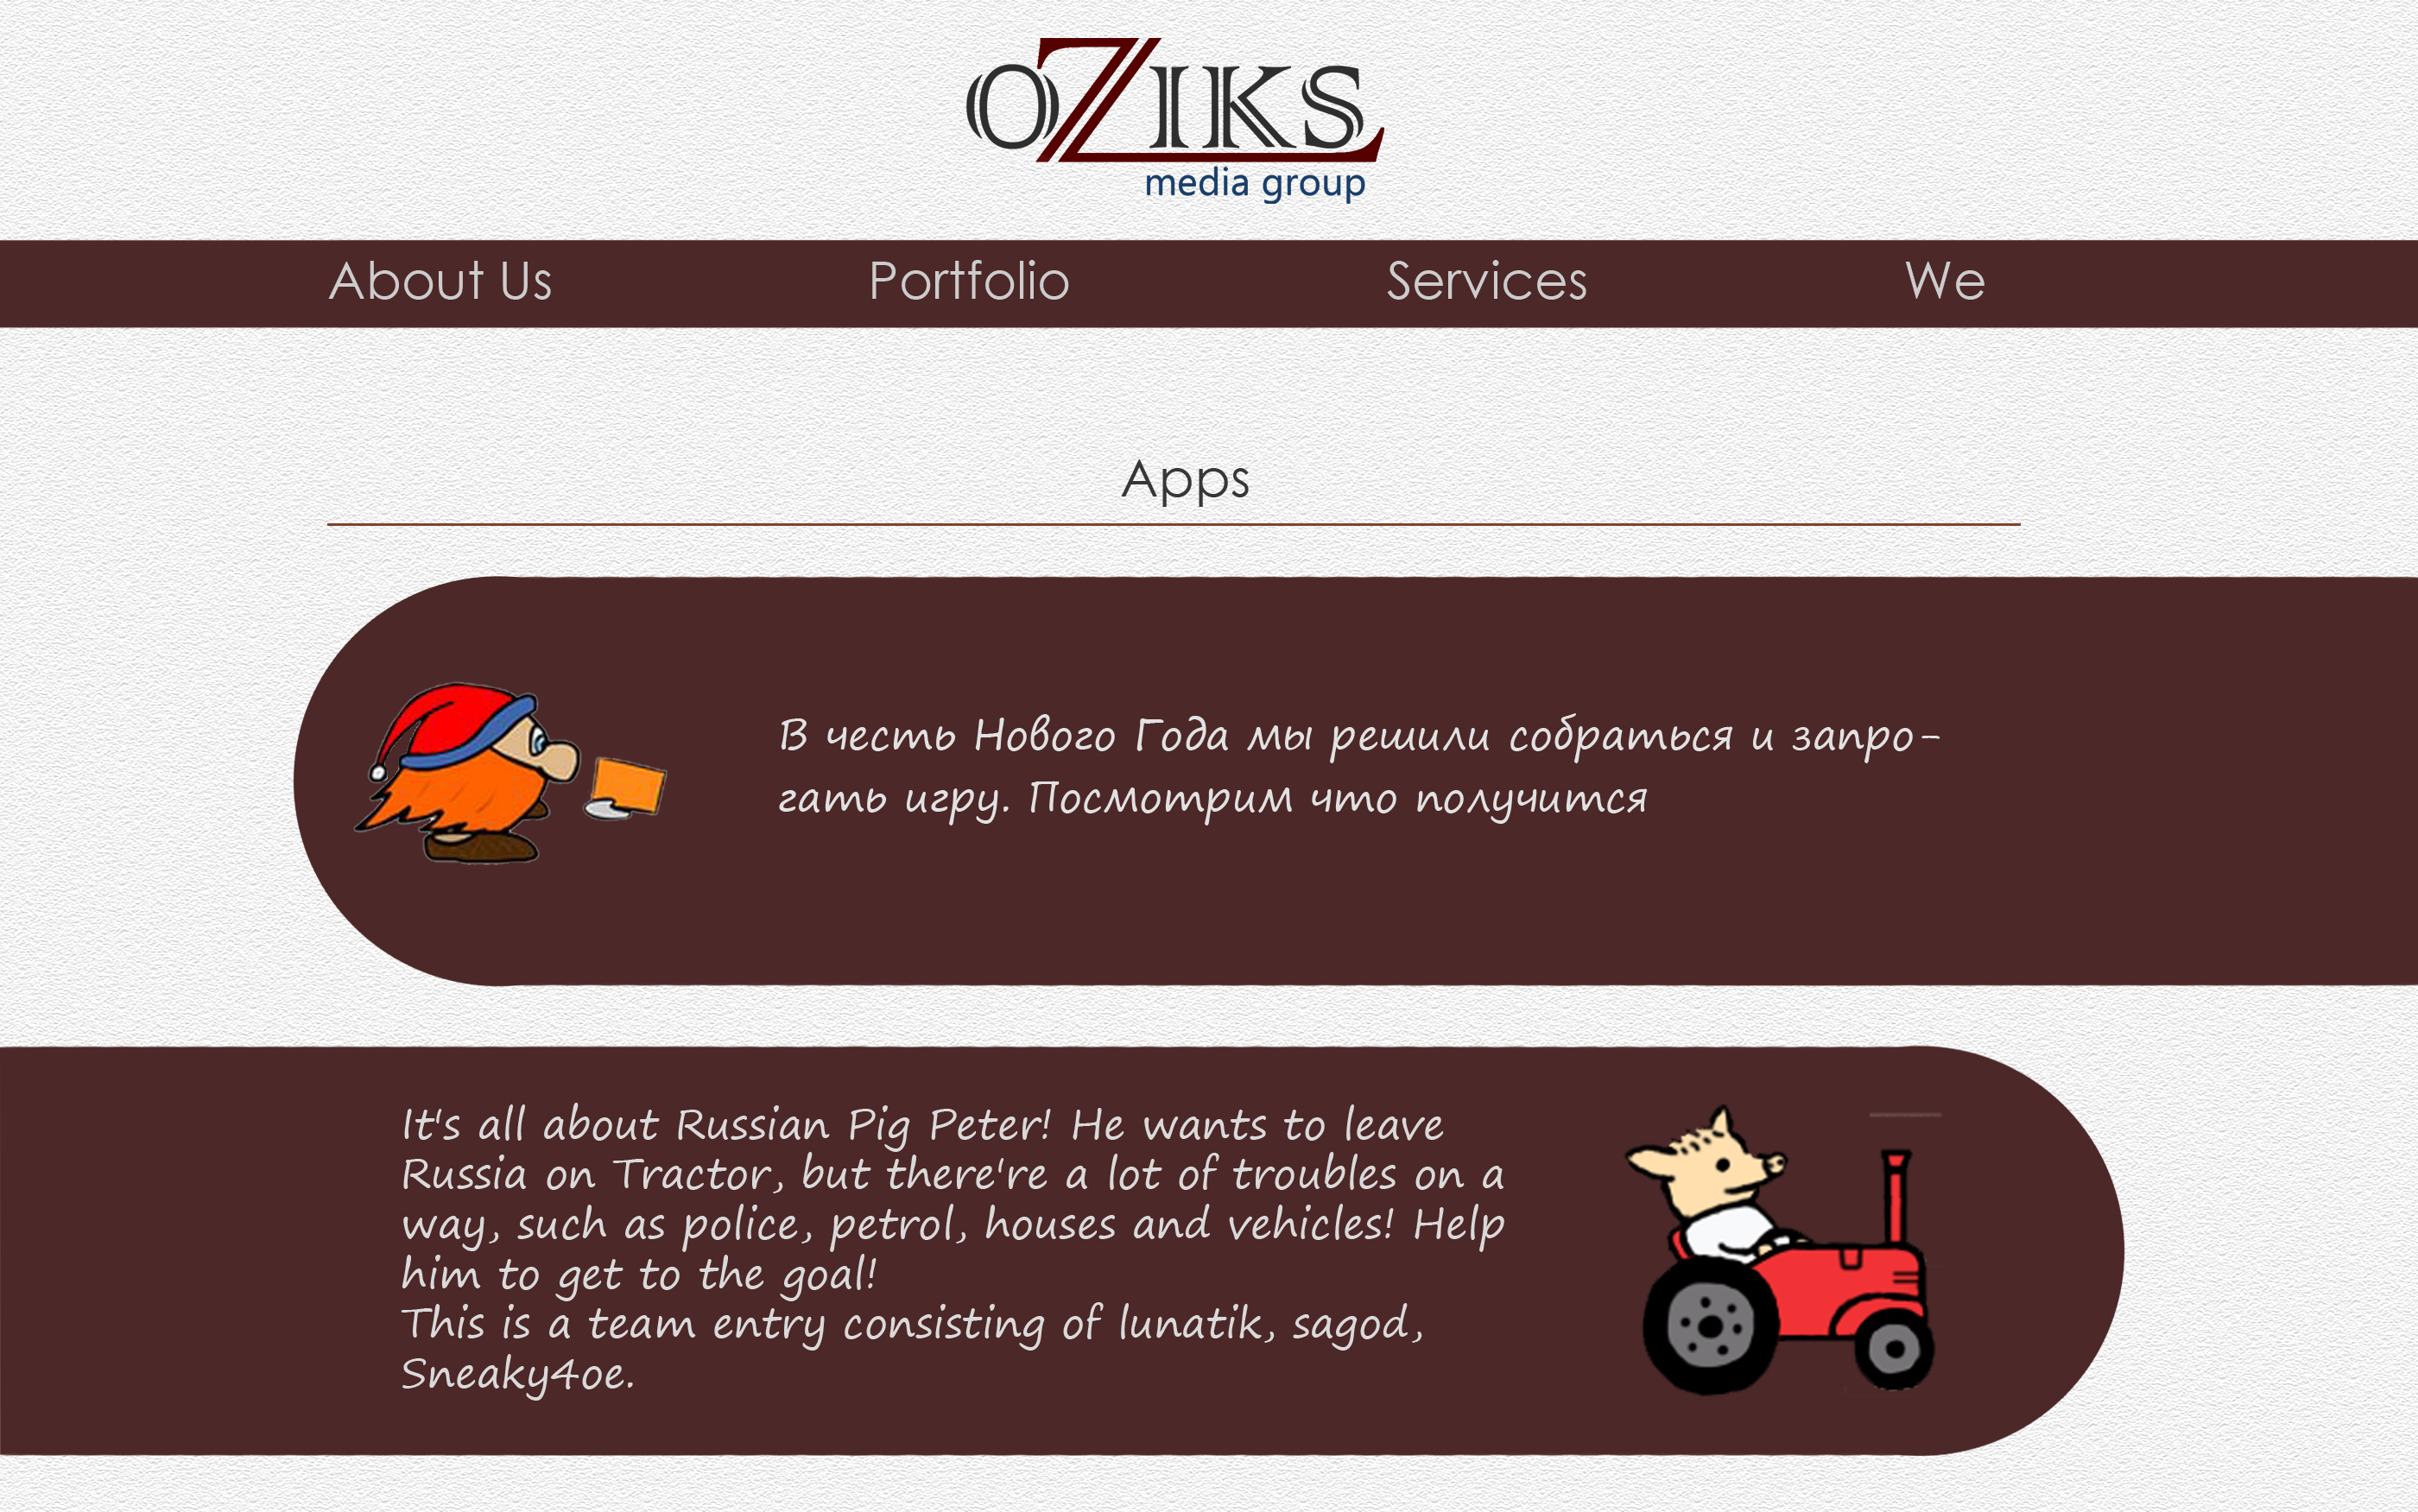 oZIKS
media group
About Us Portfolio Services We
Apps
В честь Нового Года мы решили собраться и запро-
гать игру. Посмотрим что получится
It's all about Russian Pig Peter! He wants to leave
Russia on Tractor, but there're a lot of troubles on a
way, such as police, petrol, houses and vehicles! Help
him to get to the goal!
This is a team entry consisting of lunatik, sagod,
Sneaky4oe.